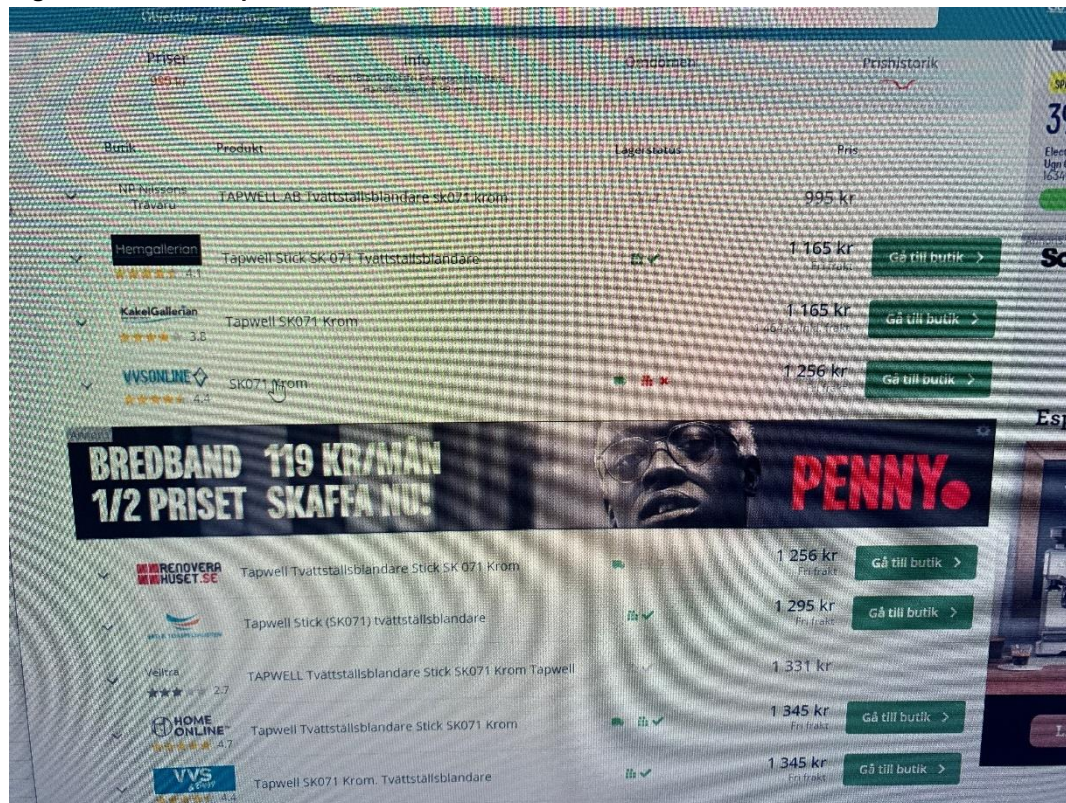 Objektiva
Priser Info Omdömen Prishistorik
Butik Produkt Lagerstatus Pris
NP Nilssons
Trävaru TAPWELL AB Tvättställsblandare sk071 krom 995 kr
Hemgallerian Tapwell Stick SK 071 Tvättställsblandare 1 165 kr Gå till butik >
4.1 Fri frakt
KakelGallerian Tapwell SK071 Krom 1 165 kr Gå till butik >
3.8 inkl. frakt
VVSONLINE SK071 Krom 1 256 kr Gå till butik >
4.4 Fri frakt
BREDBAND 119 KR/MÅN
1/2 PRISET SKAFFA NU!
PENNY.
RENOVERA
HUSET.SE Tapwell Tvättställsblandare Stick SK 071 Krom 1 256 kr Gå till butik >
Fri frakt
Tapwell Stick (SK071) tvättställsblandare 1 295 kr Gå till butik >
Fri frakt
Velltra TAPWELL Tvättställsblandare Stick SK071 Krom Tapwell 1 331 kr
2.7
HOME
ONLINE Tapwell Tvättställsblandare Stick SK071 Krom 1 345 kr Gå till butik >
4.7 Fri frakt
VVS Tapwell SK071 Krom. Tvättställsblandare 1 345 kr Gå till butik >
4.4 Fri frakt